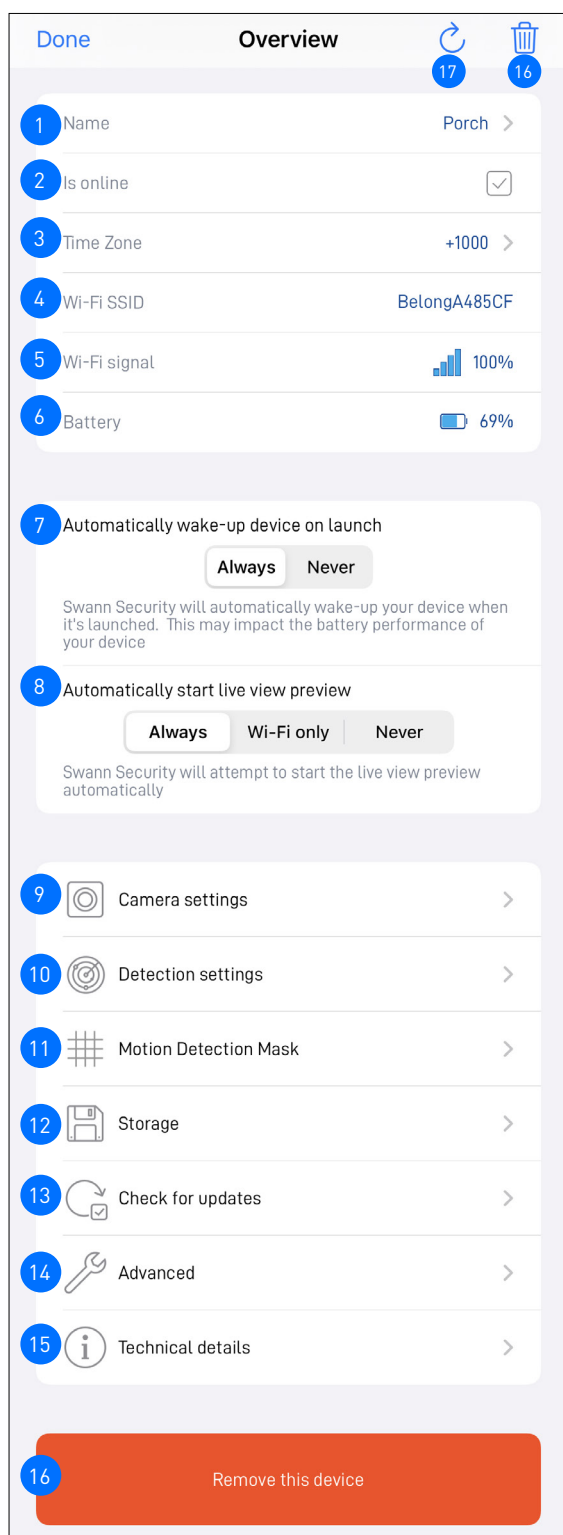 Done Overview
17 16
1 Name Porch
2 Is online
3 Time Zone +1000
4 Wi-Fi SSID BelongA485CF
5 Wi-Fi signal 100%
6 Battery 69%
7 Automatically wake-up device on launch
Always Never
Swann Security will automatically wake-up your device when
it's launched. This may impact the battery performance of
your device
8 Automatically start live view preview
Always Wi-Fi only Never
Swann Security will attempt to start the live view preview
automatically
9 Camera settings
10 Detection settings
11 Motion Detection Mask
12 Storage
13 Check for updates
14 Advanced
15 i Technical details
16 Remove this device